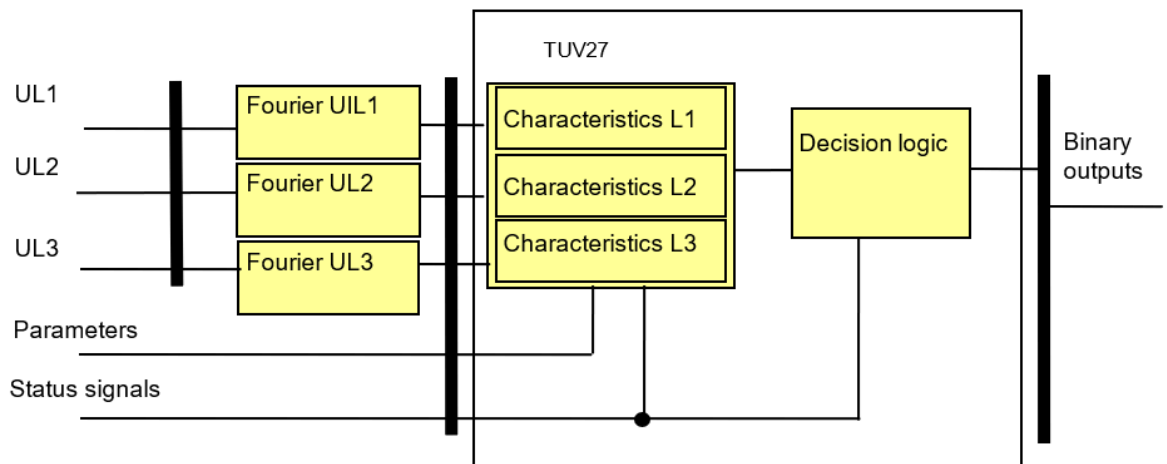 TUV27
UL1
Fourier UIL1
Characteristics L1
Decision logic
Binary
outputs
UL2
Fourier UL2
Characteristics L2
UL3
Fourier UL3
Characteristics L3
Parameters
Status signals